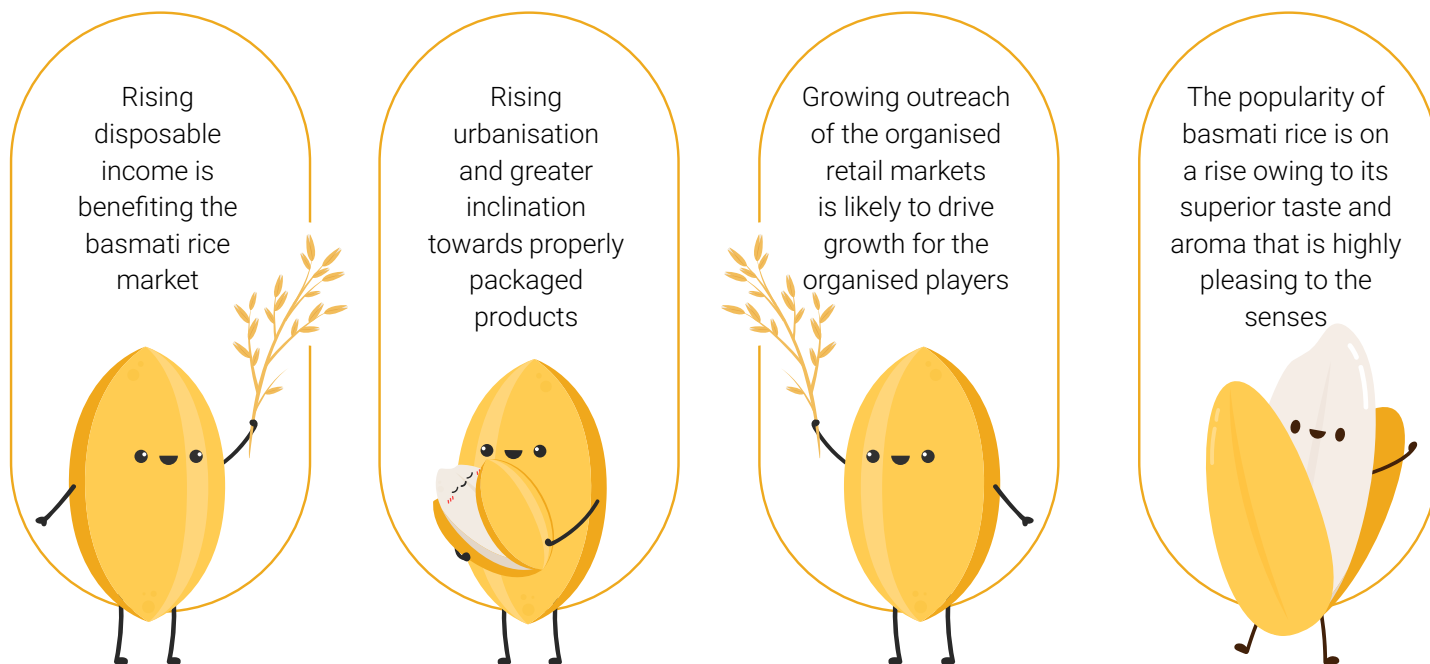 Rising
disposable
income is
benefiting the
basmati rice
market
Rising
urbanisation
and greater
inclination
towards properly
packaged
products
Growing outreach
of the organised
retail markets
is likely to drive
growth for the
organised players
The popularity of
basmati rice is on
a rise owing to its
superior taste and
aroma that is highly
pleasing to the
senses